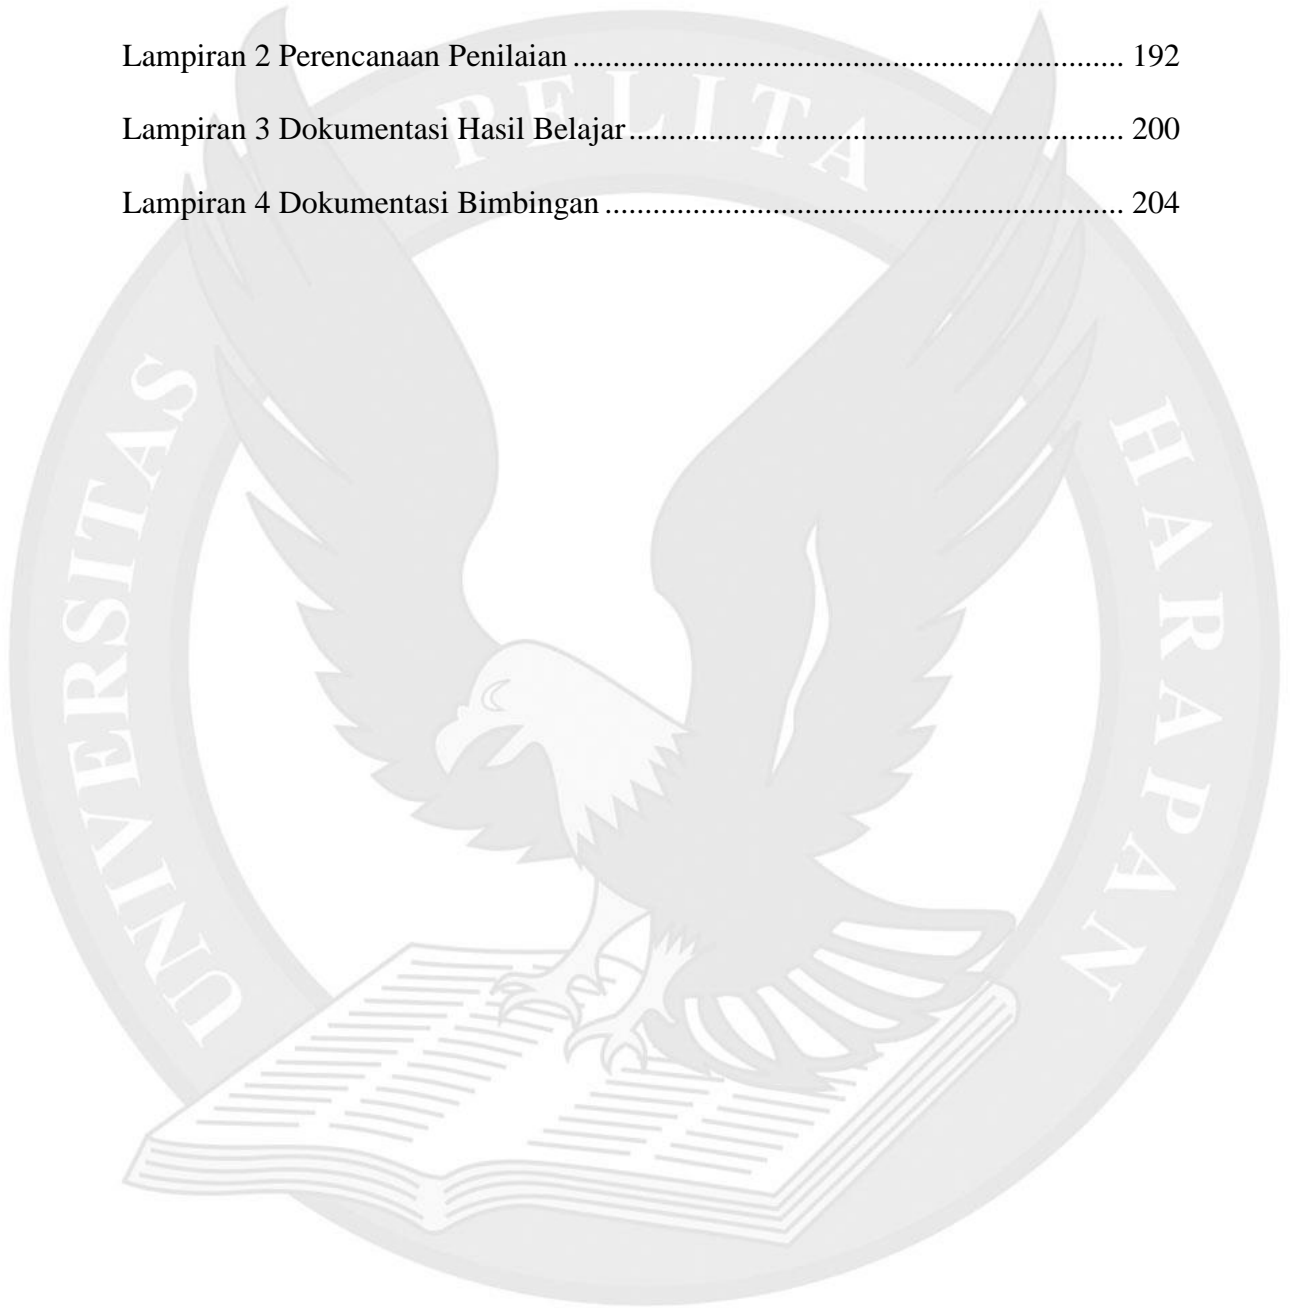 Lampiran 2 Perencanaan Penilaian .................................................................... 192
Lampiran 3 Dokumentasi Hasil Belajar ............................................................. 200
Lampiran 4 Dokumentasi Bimbingan ................................................................ 204
UNIVERSITAS PELITA HARAPAN